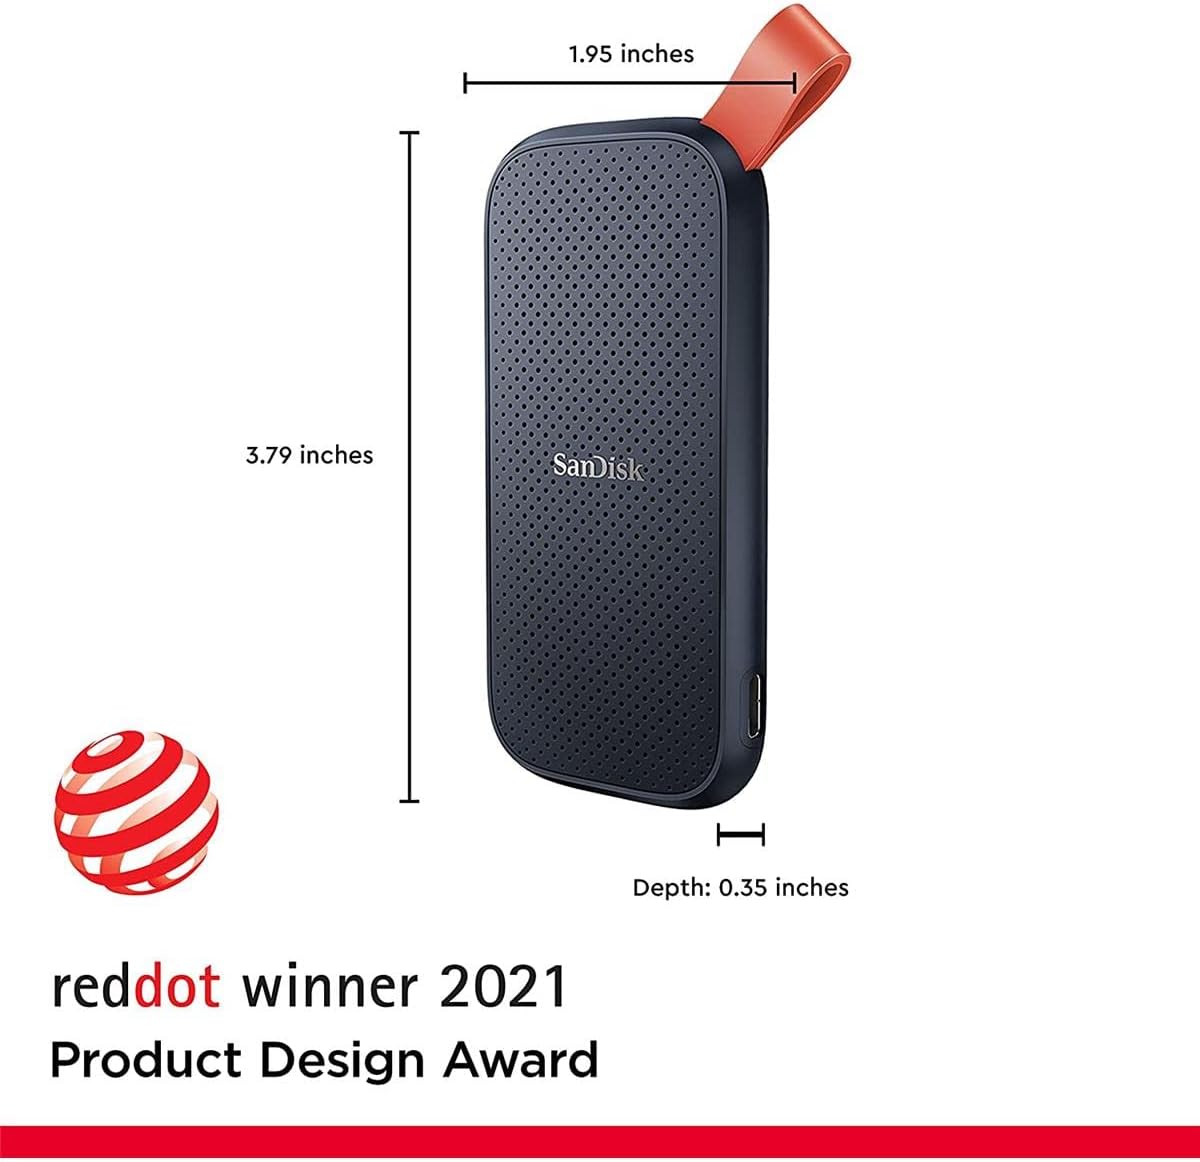 1.95 inches
3.79 inches
SanDisk
Depth: 0.35 inches
reddot winner 2021
Product Design Award